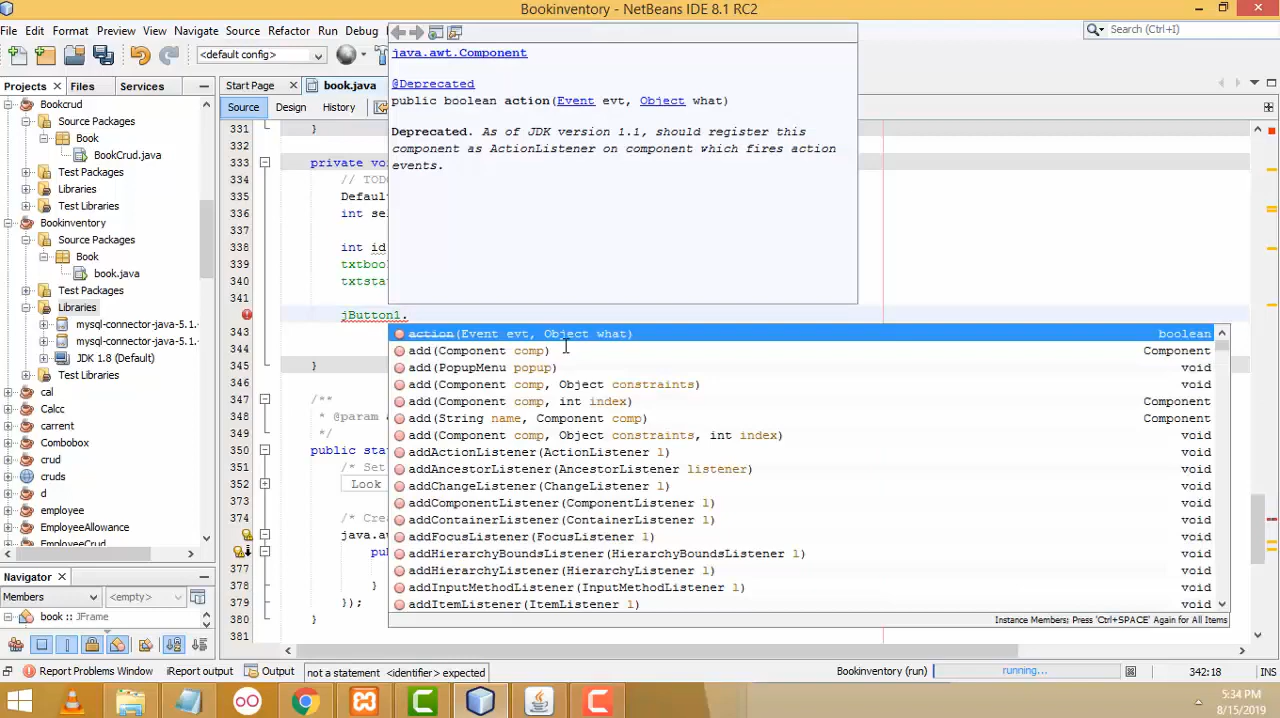 Bookinventory - NetBeans IDE 8.1 RC2
File Edit Format Preview View Navigate Source Refactor Run Debug
Search (Ctrl+I)
<default config>
Projects Files Services
Start Page book.java
Source Design History
Bookcrud
Source Packages
Book
BookCrud.java
Test Packages
Libraries
Test Libraries
Bookinventory
Source Packages
Book
book.java
Test Packages
Libraries
mysql-connector-java-5.1.
mysql-connector-java-5.1.
JDK 1.8 (Default)
Test Libraries
cal
Calcc
carrent
Combobox
crud
cruds
d
employee
EmployeeAllowance
EmployeeCrud
Navigator
Members <empty>
book :: JFrame
java.awt.Component
@Deprecated
public boolean action(Event evt, Object what)
Deprecated. As of JDK version 1.1, should register this
component as ActionListener on component which fires action
events.
331 }
332
333 private vo
334 // TOD
335 Defaul
336 int se
337
338 int id
339 txtboo
340 txtsta
341
jButton1.
343
344
345 }
346
347 /**
348 * @param a
349 */
350 public sta
351 /* Set
352 Look
373
374 /* Crea
java.aw
pu
377
378 }
379 });
380 }
381
action(Event evt, Object what) boolean
add(Component comp) Component
add(PopupMenu popup) void
add(Component comp, Object constraints) void
add(Component comp, int index) Component
add(String name, Component comp) Component
add(Component comp, Object constraints, int index) void
addActionListener(ActionListener l) void
addAncestorListener(AncestorListener listener) void
addChangeListener(ChangeListener l) void
addComponentListener(ComponentListener l) void
addContainerListener(ContainerListener l) void
addFocusListener(FocusListener l) void
addHierarchyBoundsListener(HierarchyBoundsListener l) void
addHierarchyListener(HierarchyListener l) void
addInputMethodListener(InputMethodListener l) void
addItemListener(ItemListener l) void
Instance Members; Press 'Ctrl+SPACE' Again for All Items
Report Problems Window iReport output Output not a statement <identifier> expected Bookinventory (run) running... 342:18 INS
5:34 PM
8/15/2019